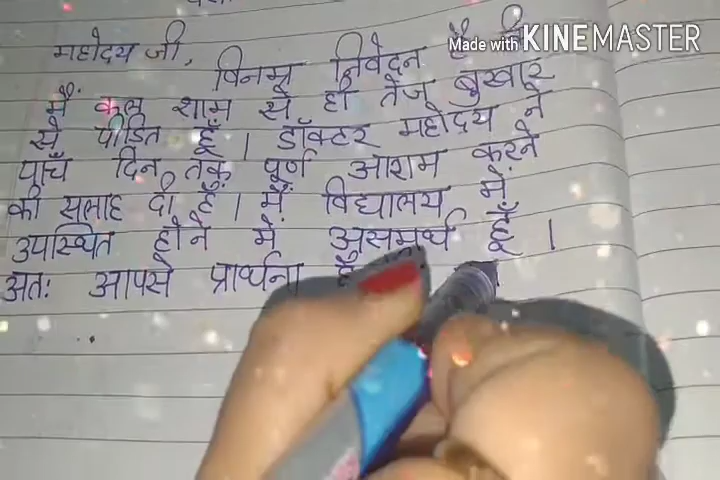 महोदय जी,
विनम्र निवेदन है कि
Made with KINEMASTER
मैं कल शाम से ही तेज बुखार
से पीडित हूँ । डॉक्टर महोदय ने
पाँच दिन तक पूर्ण आराम करने
की सलाह दी हैं । मैं विद्यालय में
उपस्थित होने में असमर्थ हूँ ।
अतः आपसे प्रार्थना है